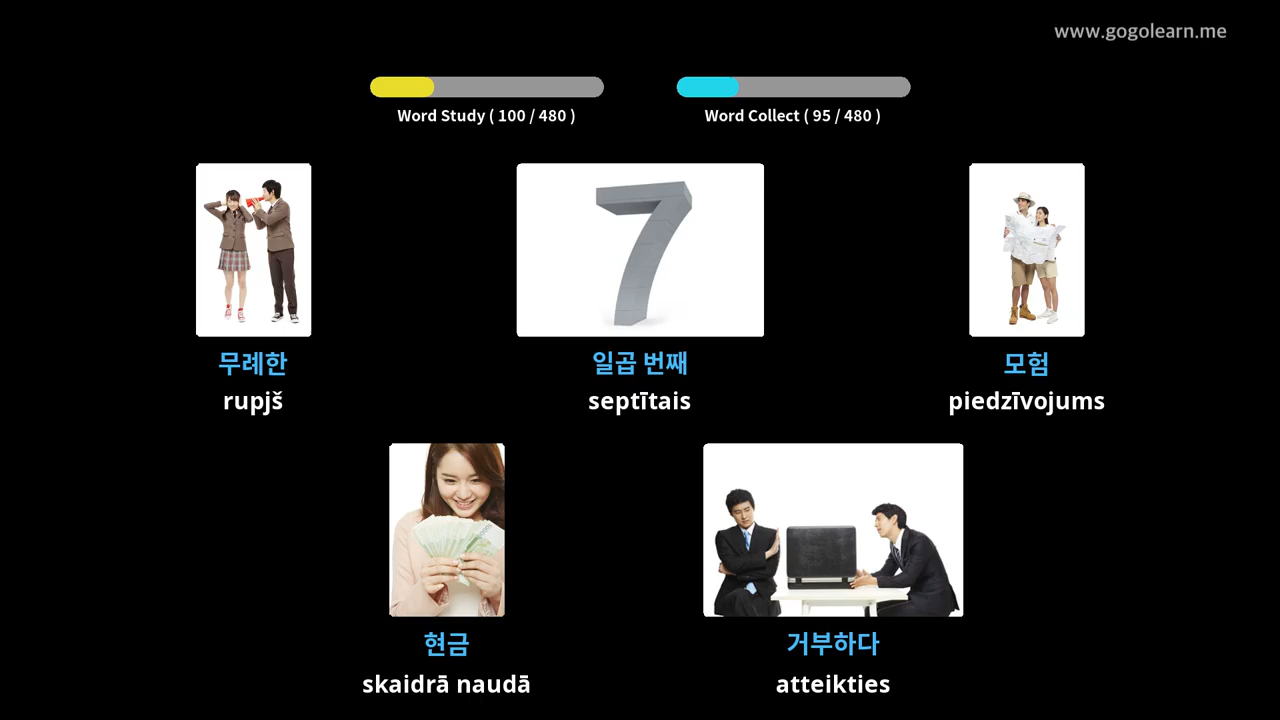 www.gogolearn.me
Word Study ( 100 / 480 )
Word Collect ( 95 / 480 )
7
무례한
rupjš
일곱 번째
septītais
모험
piedzīvojums
현금
skaidrā naudā
거부하다
atteikties